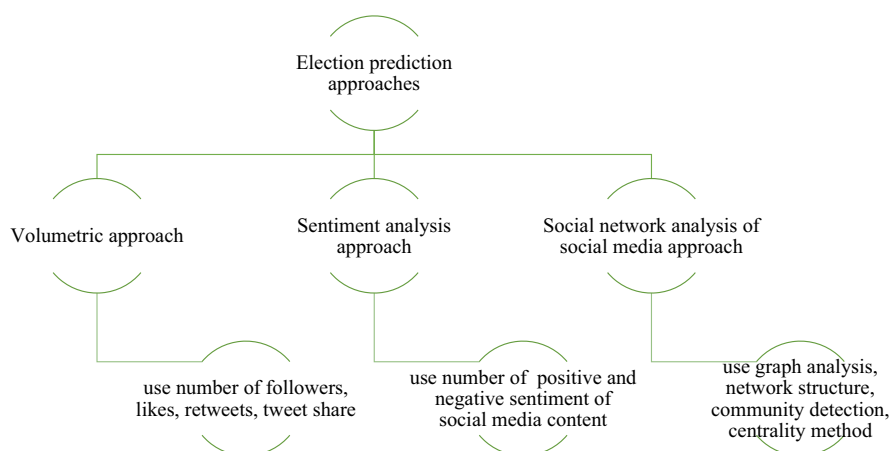 Election prediction
approaches
Volumetric approach
Sentiment analysis
approach
Social network analysis of
social media approach
use number of followers,
likes, retweets, tweet share
use number of  positive and
negative sentiment of
social media content
use graph analysis,
network structure,
community detection,
centrality method